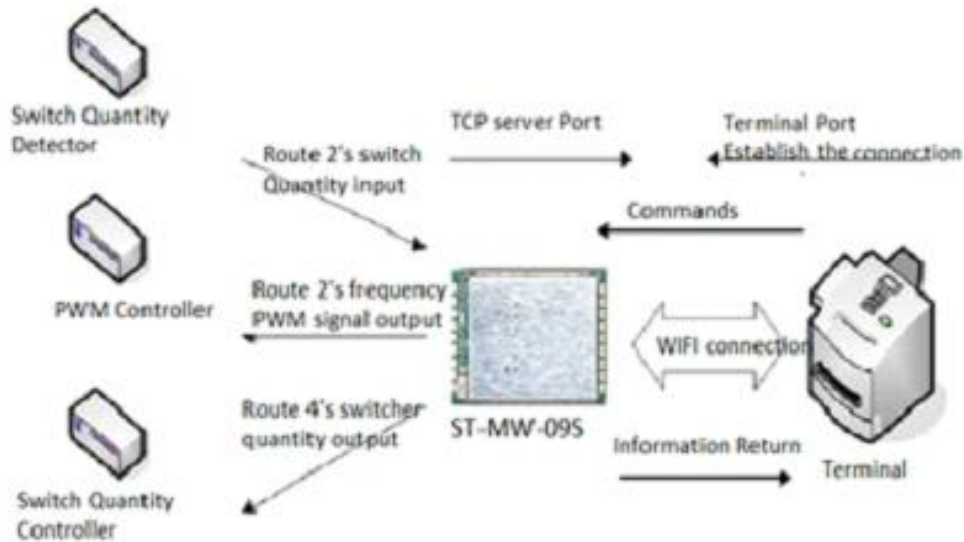 Switch Quantity
Detector
TCP server Port
Terminal Port
Establish the connection
Route 2's switch
Quantity input
Commands
PWM Controller
Route 2's frequency
PWM signal output
WIFI connection
Route 4's switcher
quantity output
ST-MW-09S
Information Return
Terminal
Switch Quantity
Controller